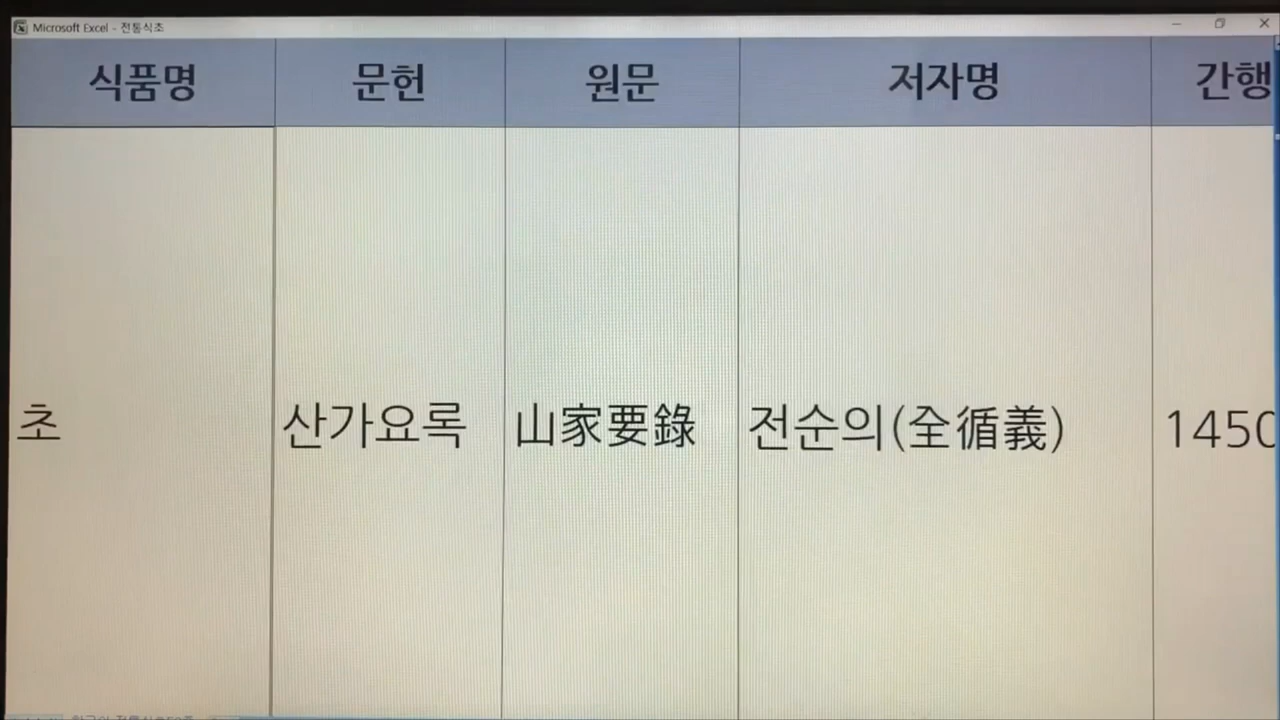 Microsoft Excel - 전통식초
식품명 문헌 원문 저자명 간행
초 산가요록 山家要錄 전순의(全循義) 1450